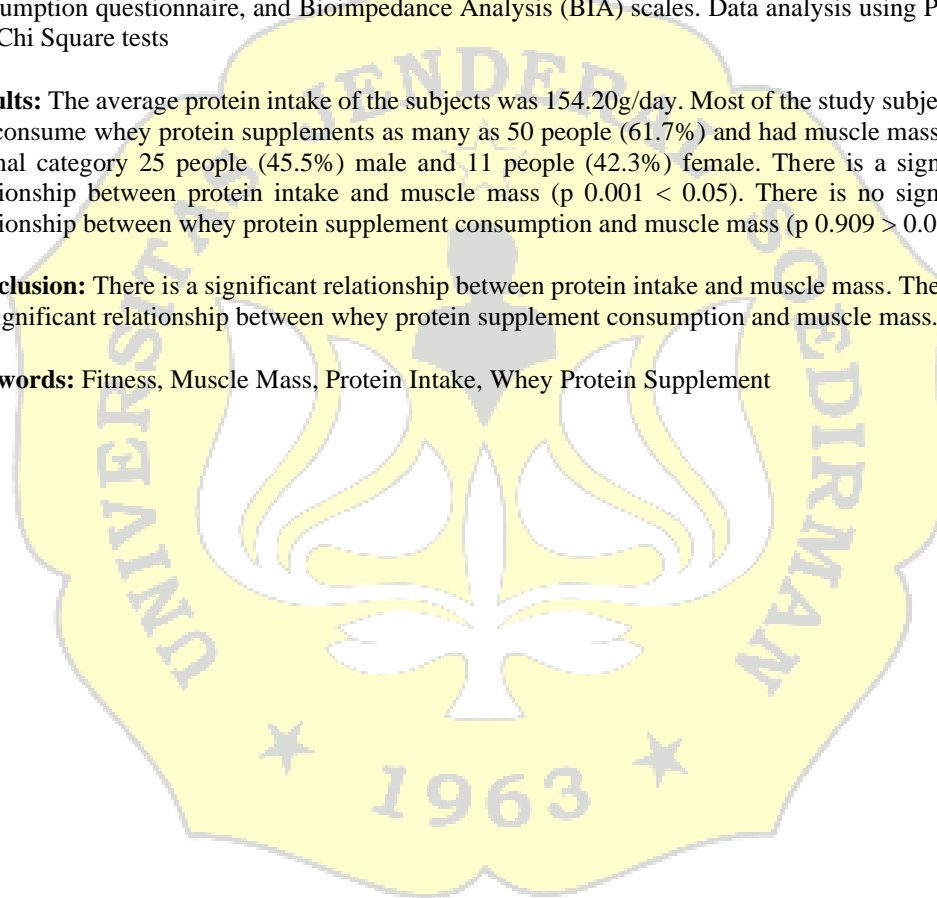 umption questionnaire, and Bioimpedance Analysis (BIA) scales. Data analysis using P
Chi Square tests
ults: The average protein intake of the subjects was 154.20g/day. Most of the study subje
consume whey protein supplements as many as 50 people (61.7%) and had muscle mass
nal category 25 people (45.5%) male and 11 people (42.3%) female. There is a sign
ionship between protein intake and muscle mass (p 0.001 < 0.05). There is no sign
ionship between whey protein supplement consumption and muscle mass (p 0.909 > 0.0
clusion: There is a significant relationship between protein intake and muscle mass. The
ignificant relationship between whey protein supplement consumption and muscle mass.
words: Fitness, Muscle Mass, Protein Intake, Whey Protein Supplement
UNIVERSITAS JENDERAL SOEDIRMAN
1963